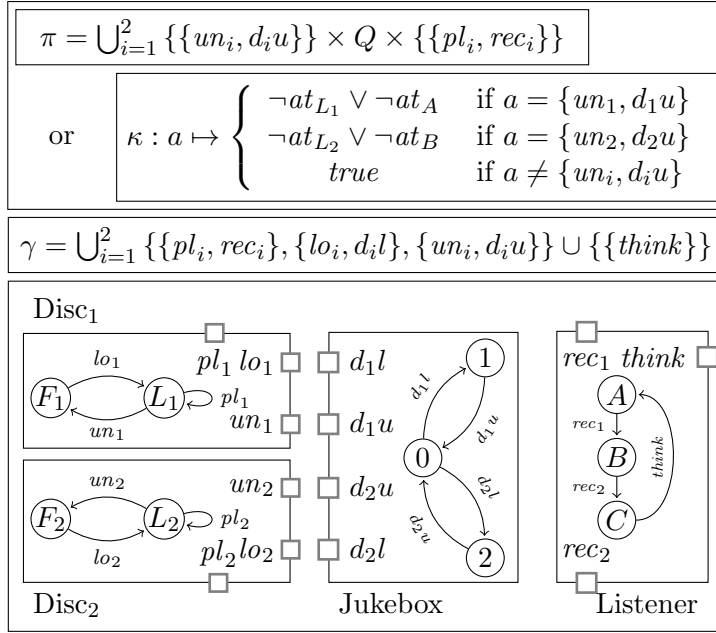 π = ⋃²ᵢ₌₁ {{unᵢ, dᵢu}} × Q × {{plᵢ, recᵢ}}
or
κ : a ↦ {
¬at_{L₁} ∨ ¬at_A if a = {un₁, d₁u}
¬at_{L₂} ∨ ¬at_B if a = {un₂, d₂u}
true if a ≠ {unᵢ, dᵢu}
γ = ⋃²ᵢ₌₁ {{plᵢ, recᵢ}, {loᵢ, dᵢl}, {unᵢ, dᵢu}} ∪ {{think}}
Disc₁
F₁ lo₁ L₁ pl₁ un₁
pl₁ lo₁
un₁
F₂ un₂ L₂ pl₂ lo₂
un₂
pl₂ lo₂
Disc₂
d₁l
d₁u
d₂u
d₂l
1
d₁l
d₁u
0
d₂l
d₂u
2
Jukebox
rec₁ think
A
rec₁
B
rec₂
think
C
rec₂
Listener